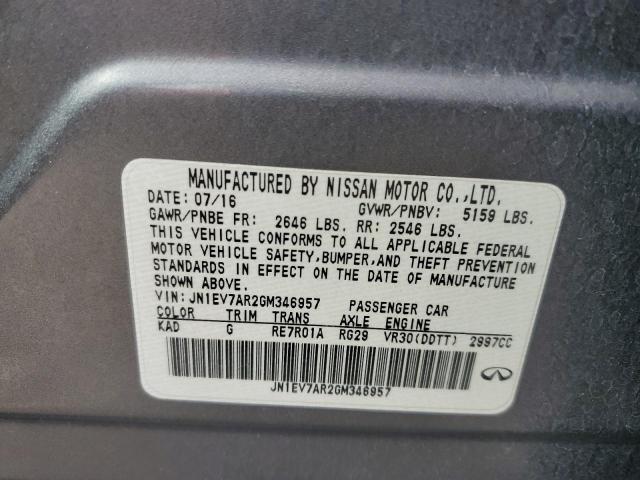 MANUFACTURED BY NISSAN MOTOR CO.,LTD.
DATE: 07/16 GVWR/PNBV: 5159 LBS.
GAWR/PNBE FR: 2646 LBS. RR: 2546 LBS.
THIS VEHICLE CONFORMS TO ALL APPLICABLE FEDERAL
MOTOR VEHICLE SAFETY,BUMPER,AND THEFT PREVENTION
STANDARDS IN EFFECT ON THE DATE OF MANUFACTURE
SHOWN ABOVE.
VIN:JN1EV7AR2GM346957 PASSENGER CAR
COLOR TRIM TRANS AXLE ENGINE
KAD G RE7R01A RG29 VR30(DDTT) 2997CC
JN1EV7AR2GM346957